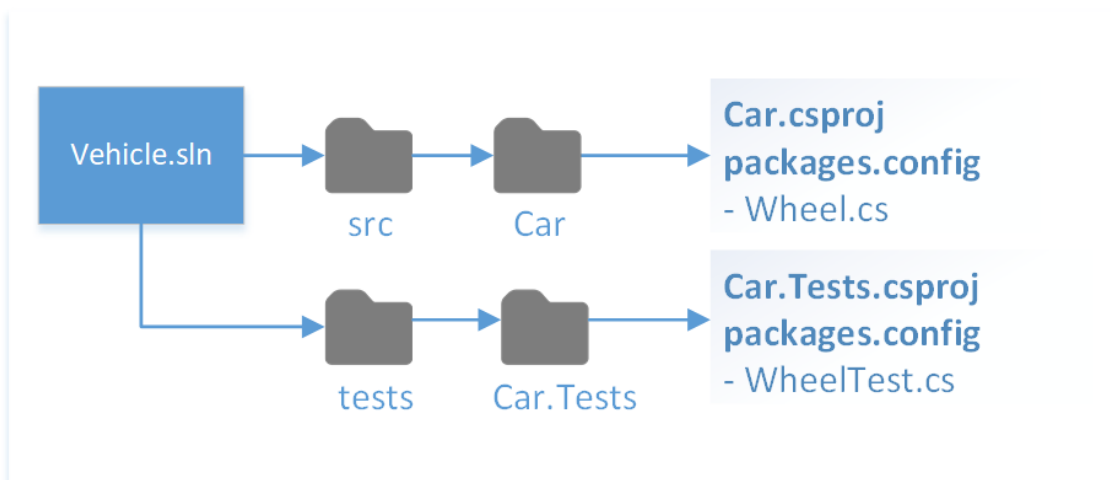 Vehicle.sln
src
Car
Car.csproj
packages.config
- Wheel.cs
tests
Car.Tests
Car.Tests.csproj
packages.config
- WheelTest.cs